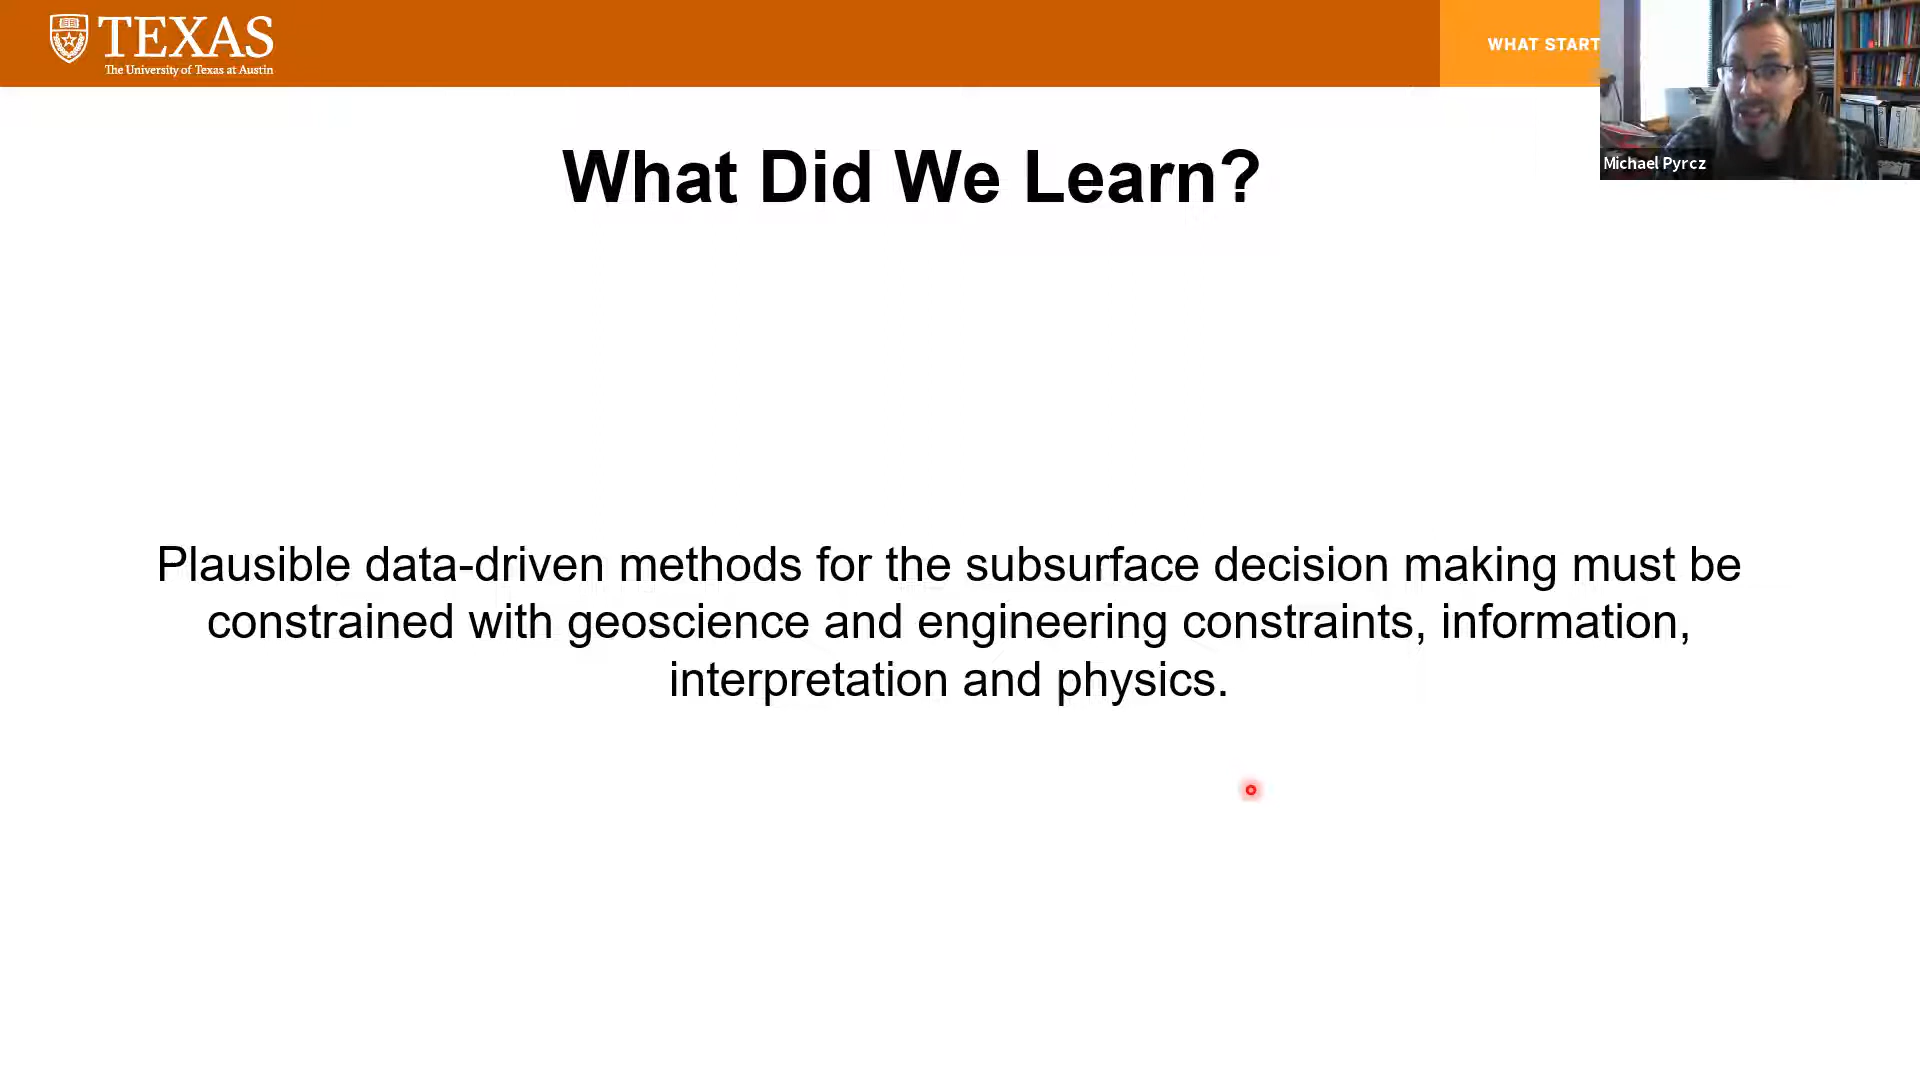 TEXAS
The University of Texas at Austin
WHAT START
Michael Pyrcz
What Did We Learn?
Plausible data-driven methods for the subsurface decision making must be
constrained with geoscience and engineering constraints, information,
interpretation and physics.